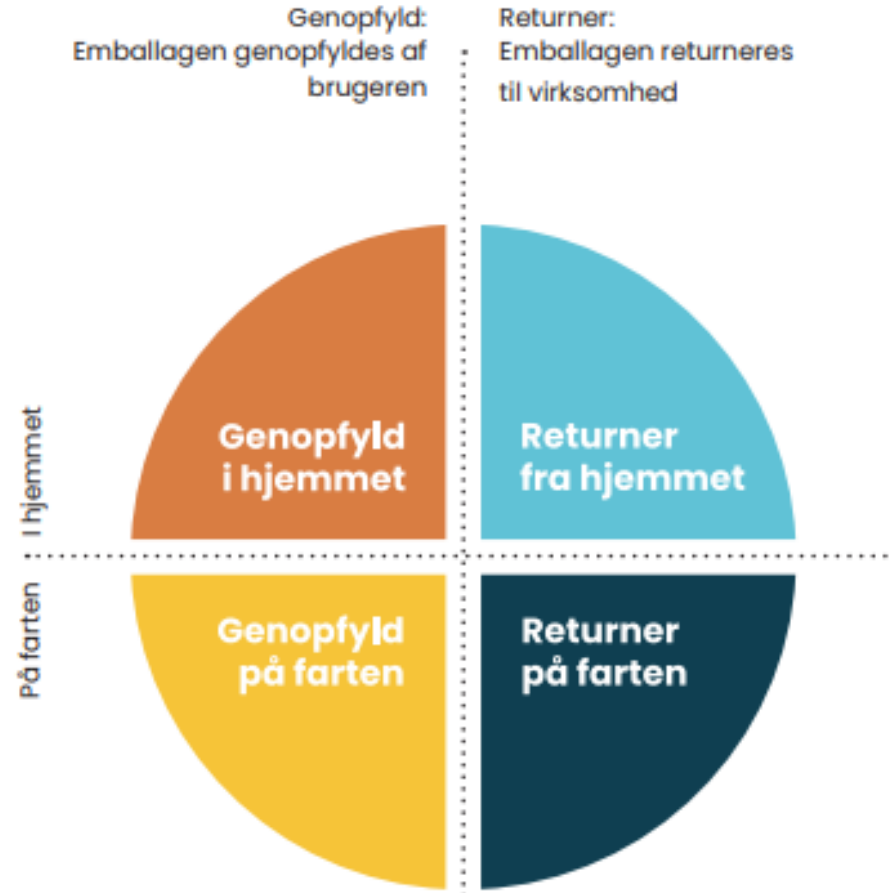 Genopfyld:
Emballagen genopfyldes af
brugeren
Returner:
Emballagen returneres
til virksomhed
I hjemmet
Genopfyld
i hjemmet
Returner
fra hjemmet
På farten
Genopfyld
på farten
Returner
på farten